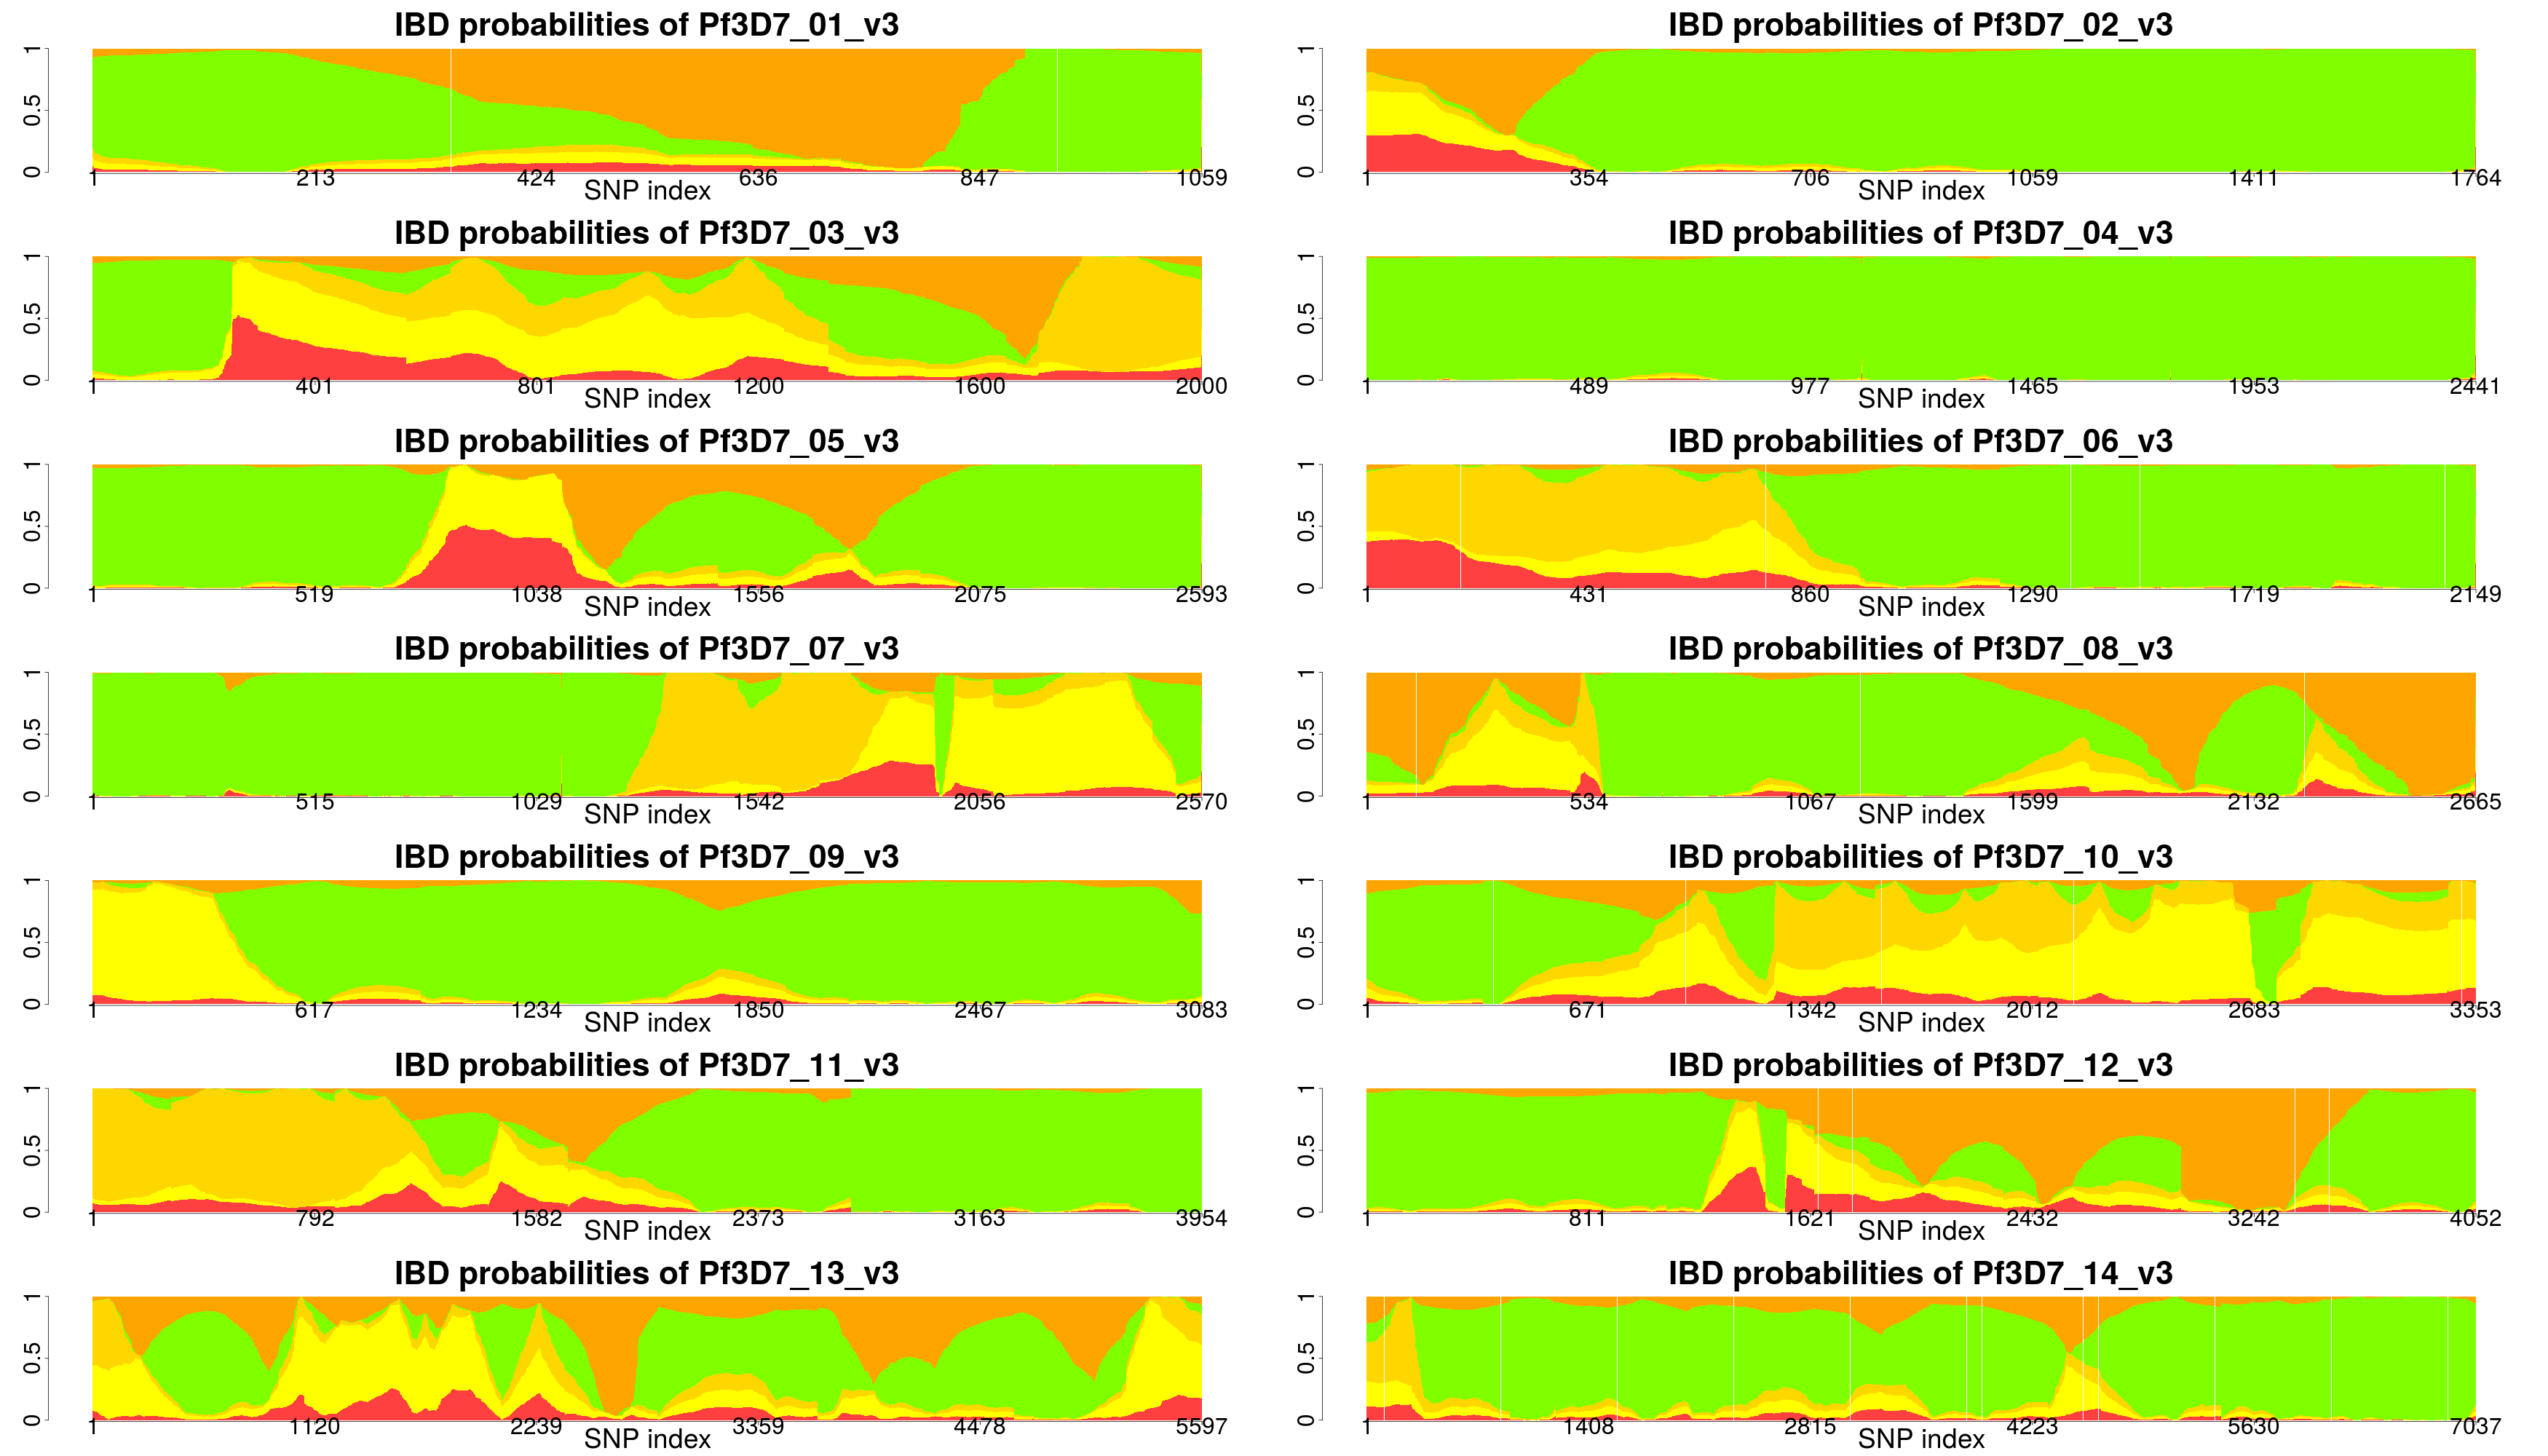 IBD probabilities of Pf3D7_01_v3
0 0.5 1
1 213 424 636 847 1059
SNP index
IBD probabilities of Pf3D7_02_v3
0 0.5 1
1 354 706 1059 1411 1764
SNP index
IBD probabilities of Pf3D7_03_v3
0 0.5 1
1 401 801 1200 1600 2000
SNP index
IBD probabilities of Pf3D7_04_v3
0 0.5 1
1 489 977 1465 1953 2441
SNP index
IBD probabilities of Pf3D7_05_v3
0 0.5 1
1 519 1038 1556 2075 2593
SNP index
IBD probabilities of Pf3D7_06_v3
0 0.5 1
1 431 860 1290 1719 2149
SNP index
IBD probabilities of Pf3D7_07_v3
0 0.5 1
1 515 1029 1542 2056 2570
SNP index
IBD probabilities of Pf3D7_08_v3
0 0.5 1
1 534 1067 1599 2132 2665
SNP index
IBD probabilities of Pf3D7_09_v3
0 0.5 1
1 617 1234 1850 2467 3083
SNP index
IBD probabilities of Pf3D7_10_v3
0 0.5 1
1 671 1342 2012 2683 3353
SNP index
IBD probabilities of Pf3D7_11_v3
0 0.5 1
1 792 1582 2373 3163 3954
SNP index
IBD probabilities of Pf3D7_12_v3
0 0.5 1
1 811 1621 2432 3242 4052
SNP index
IBD probabilities of Pf3D7_13_v3
0 0.5 1
1 1120 2239 3359 4478 5597
SNP index
IBD probabilities of Pf3D7_14_v3
0 0.5 1
1 1408 2815 4223 5630 7037
SNP index